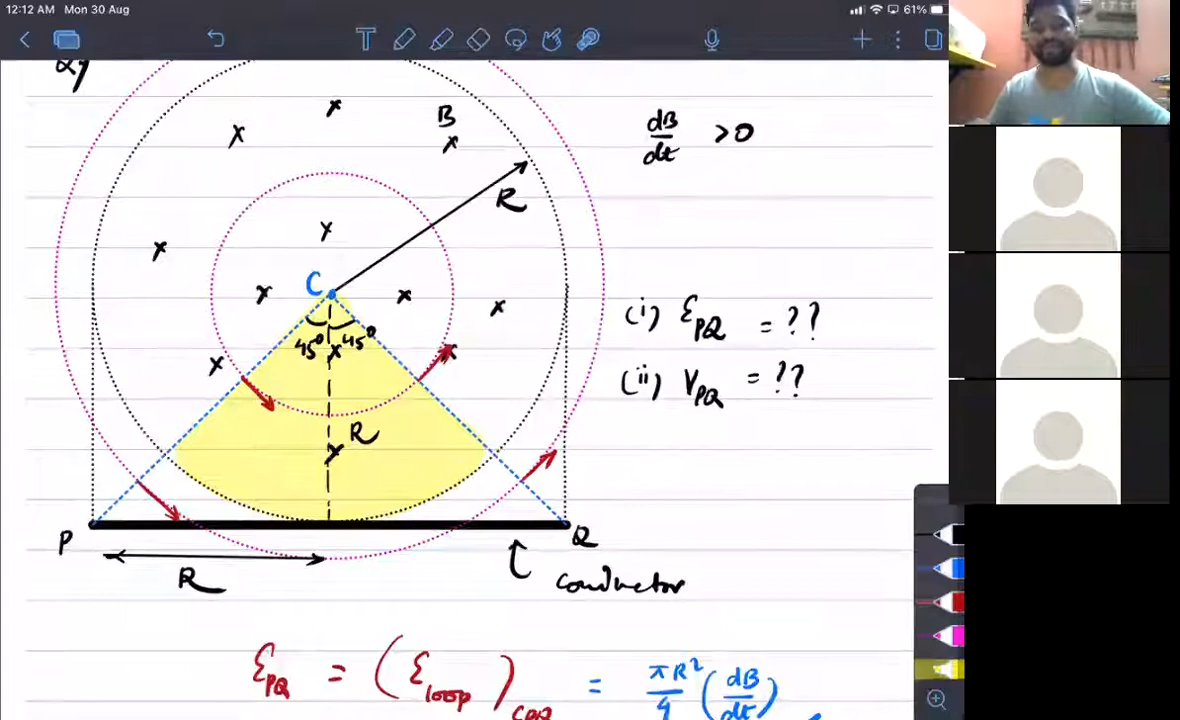 12:12 AM Mon 30 Aug
61%
B
dB/dt > 0
R
C
45° 45°
(i) ε_PQ = ??
(ii) V_PQ = ??
R
P
Q
R
conductor
ε_PQ = (ε_loop)_CPQ = πR²/4 (dB/dt)